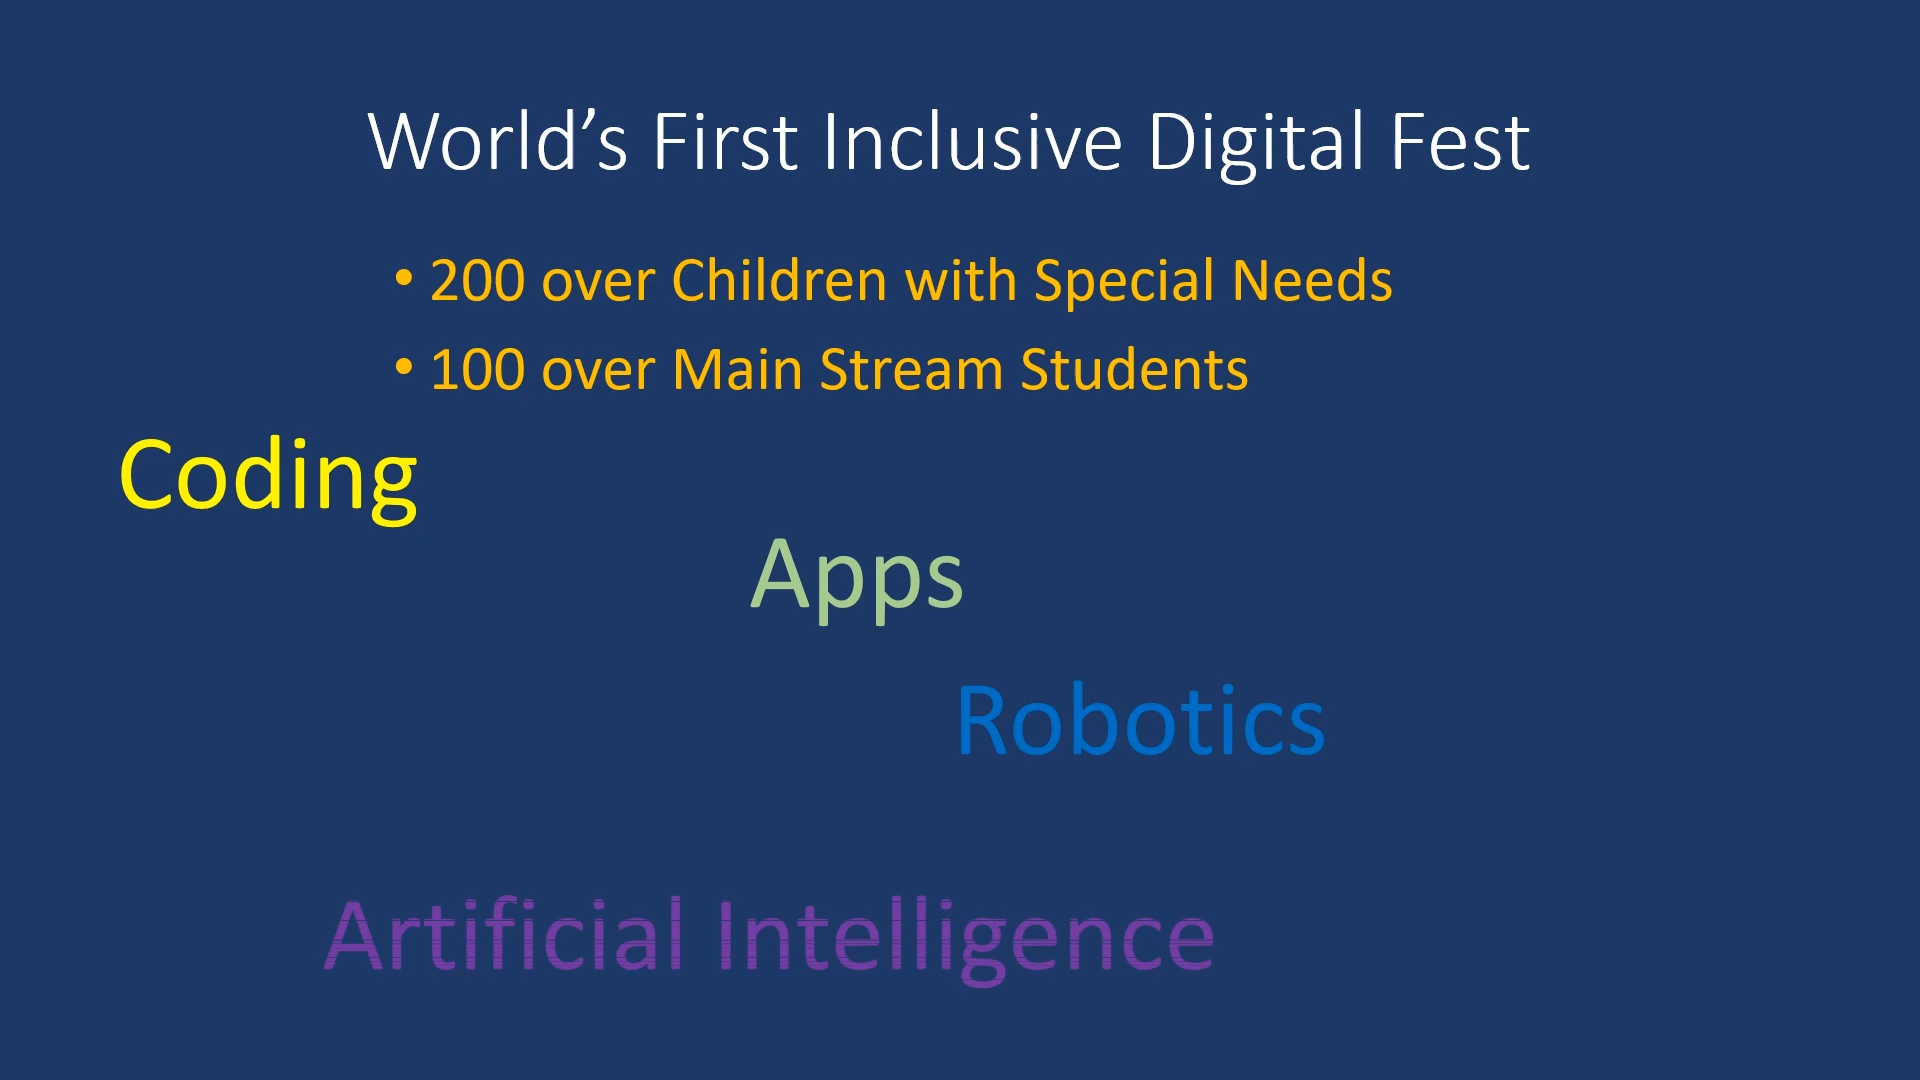 World’s First Inclusive Digital Fest
• 200 over Children with Special Needs
• 100 over Main Stream Students
Coding
Apps
Robotics
Artificial Intelligence